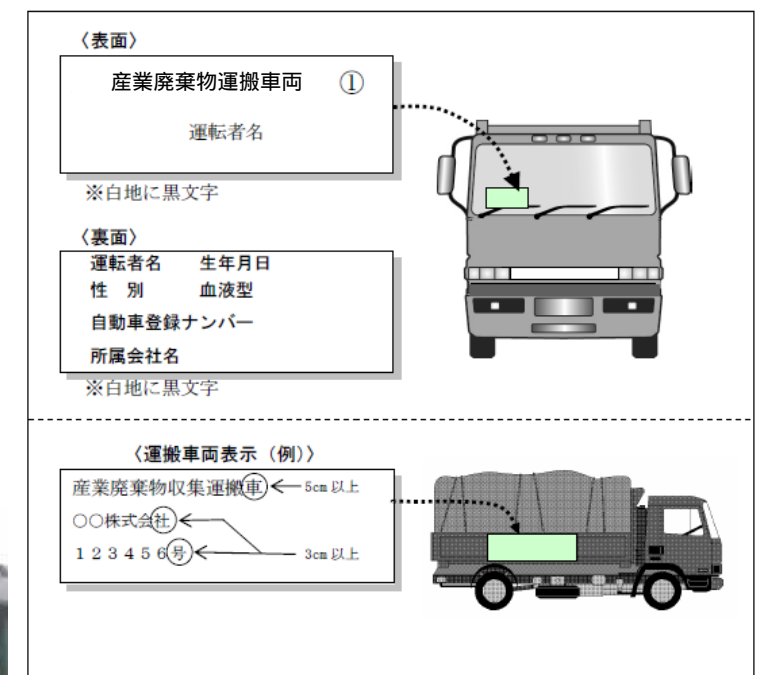 〈表面〉
産業廃棄物運搬車両 ①
運転者名
※白地に黒文字
〈裏面〉
運転者名 生年月日
性 別 血液型
自動車登録ナンバー
所属会社名
※白地に黒文字
〈運搬車両表示（例）〉
産業廃棄物収集運搬車 5cm 以上
○○株式会社
１２３４５６号 3cm 以上